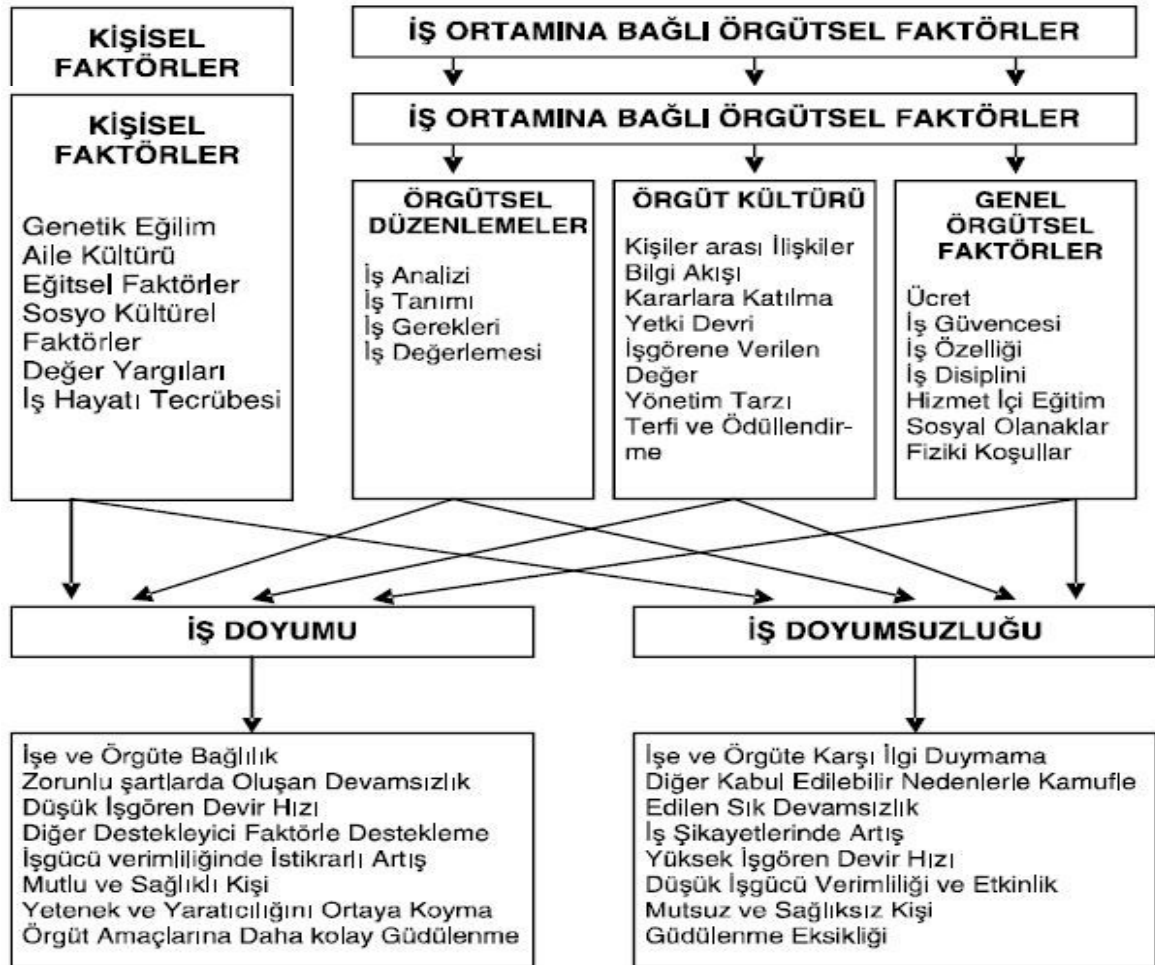 KİŞİSEL
FAKTÖRLER
İŞ ORTAMINA BAĞLI ÖRGÜTSEL FAKTÖRLER
KİŞİSEL
FAKTÖRLER
Genetik Eğilim
Aile Kültürü
Eğitsel Faktörler
Sosyo Kültürel
Faktörler
Değer Yargıları
İş Hayatı Tecrübesi
İŞ ORTAMINA BAĞLI ÖRGÜTSEL FAKTÖRLER
ÖRGÜTSEL
DÜZENLEMELER
İş Analizi
İş Tanımı
İş Gerekleri
İş Değerlemesi
ÖRGÜT KÜLTÜRÜ
Kişiler arası İlişkiler
Bilgi Akışı
Kararlara Katılma
Yetki Devri
İşgörene Verilen
Değer
Yönetim Tarzı
Terfi ve Ödüllendir-
me
GENEL
ÖRGÜTSEL
FAKTÖRLER
Ücret
İş Güvencesi
İş Özelliği
İş Disiplini
Hizmet İçi Eğitim
Sosyal Olanaklar
Fiziki Koşullar
İŞ DOYUMU
İŞ DOYUMSUZLUĞU
İşe ve Örgüte Bağlılık
Zorunlu şartlarda Oluşan Devamsızlık
Düşük İşgören Devir Hızı
Diğer Destekleyici Faktörle Destekleme
İşgücü verimliliğinde İstikrarlı Artış
Mutlu ve Sağlıklı Kişi
Yetenek ve Yaratıcılığını Ortaya Koyma
Örgüt Amaçlarına Daha kolay Güdülenme
İşe ve Örgüte Karşı İlgi Duymama
Diğer Kabul Edilebilir Nedenlerle Kamufle
Edilen Sık Devamsızlık
İş Şikayetlerinde Artış
Yüksek İşgören Devir Hızı
Düşük İşgücü Verimliliği ve Etkinlik
Mutsuz ve Sağlıksız Kişi
Güdülenme Eksikliği